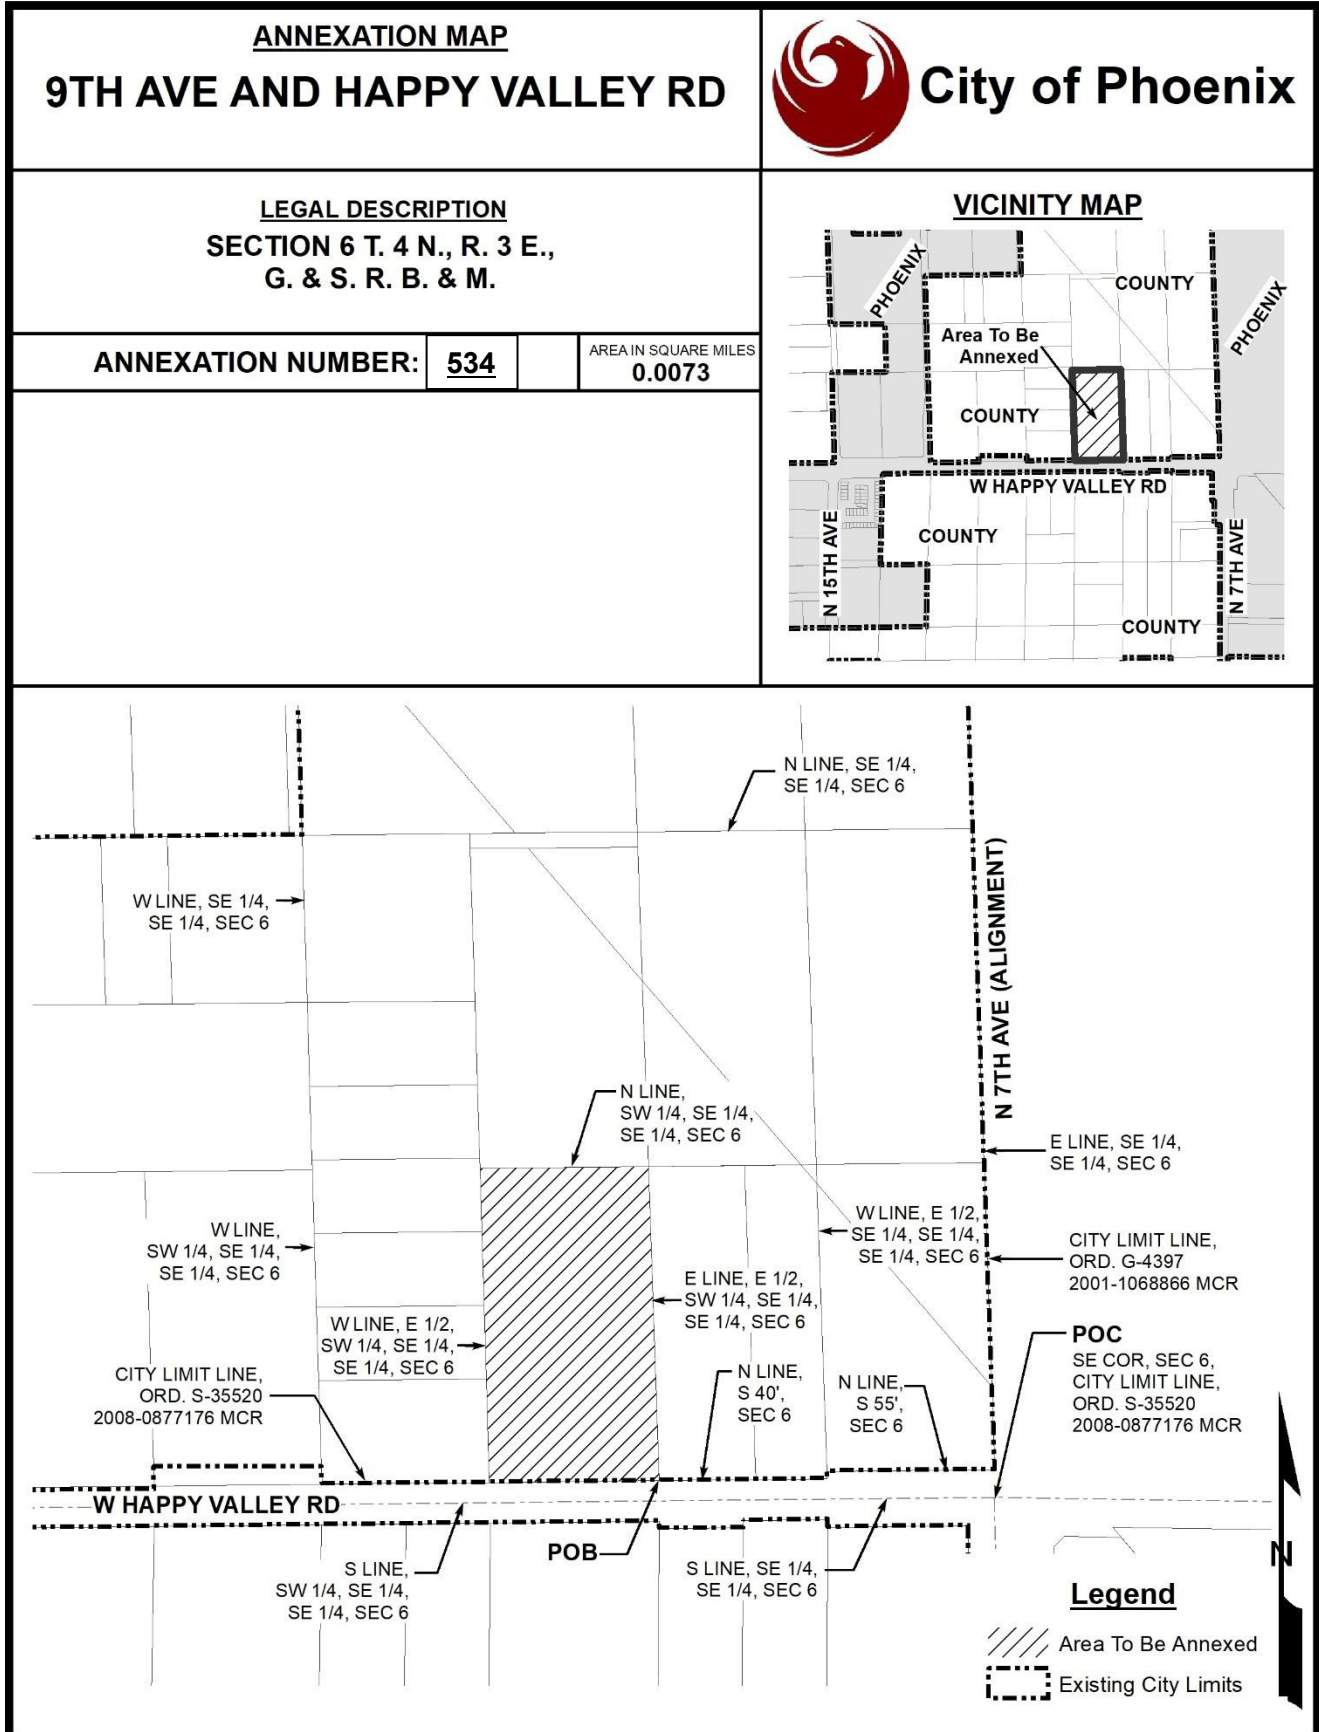 ANNEXATION MAP
9TH AVE AND HAPPY VALLEY RD
City of Phoenix
LEGAL DESCRIPTION
SECTION 6 T. 4 N., R. 3 E.,
G. & S. R. B. & M.
ANNEXATION NUMBER: 534
AREA IN SQUARE MILES
0.0073
VICINITY MAP
PHOENIX
COUNTY
PHOENIX
Area To Be
Annexed
COUNTY
W HAPPY VALLEY RD
COUNTY
N 15TH AVE
N 7TH AVE
COUNTY
N LINE, SE 1/4,
SE 1/4, SEC 6
W LINE, SE 1/4,
SE 1/4, SEC 6
N 7TH AVE (ALIGNMENT)
N LINE,
SW 1/4, SE 1/4,
SE 1/4, SEC 6
E LINE, SE 1/4,
SE 1/4, SEC 6
W LINE,
SW 1/4, SE 1/4,
SE 1/4, SEC 6
W LINE, E 1/2,
SE 1/4, SE 1/4,
SE 1/4, SEC 6
CITY LIMIT LINE,
ORD. G-4397
2001-1068866 MCR
E LINE, E 1/2,
SW 1/4, SE 1/4,
SE 1/4, SEC 6
W LINE, E 1/2,
SW 1/4, SE 1/4,
SE 1/4, SEC 6
POC
SE COR, SEC 6,
CITY LIMIT LINE,
ORD. S-35520
2008-0877176 MCR
CITY LIMIT LINE,
ORD. S-35520
2008-0877176 MCR
N LINE,
S 40',
SEC 6
N LINE,
S 55',
SEC 6
W HAPPY VALLEY RD
POB
S LINE,
SW 1/4, SE 1/4,
SE 1/4, SEC 6
S LINE, SE 1/4,
SE 1/4, SEC 6
N
Legend
Area To Be Annexed
Existing City Limits